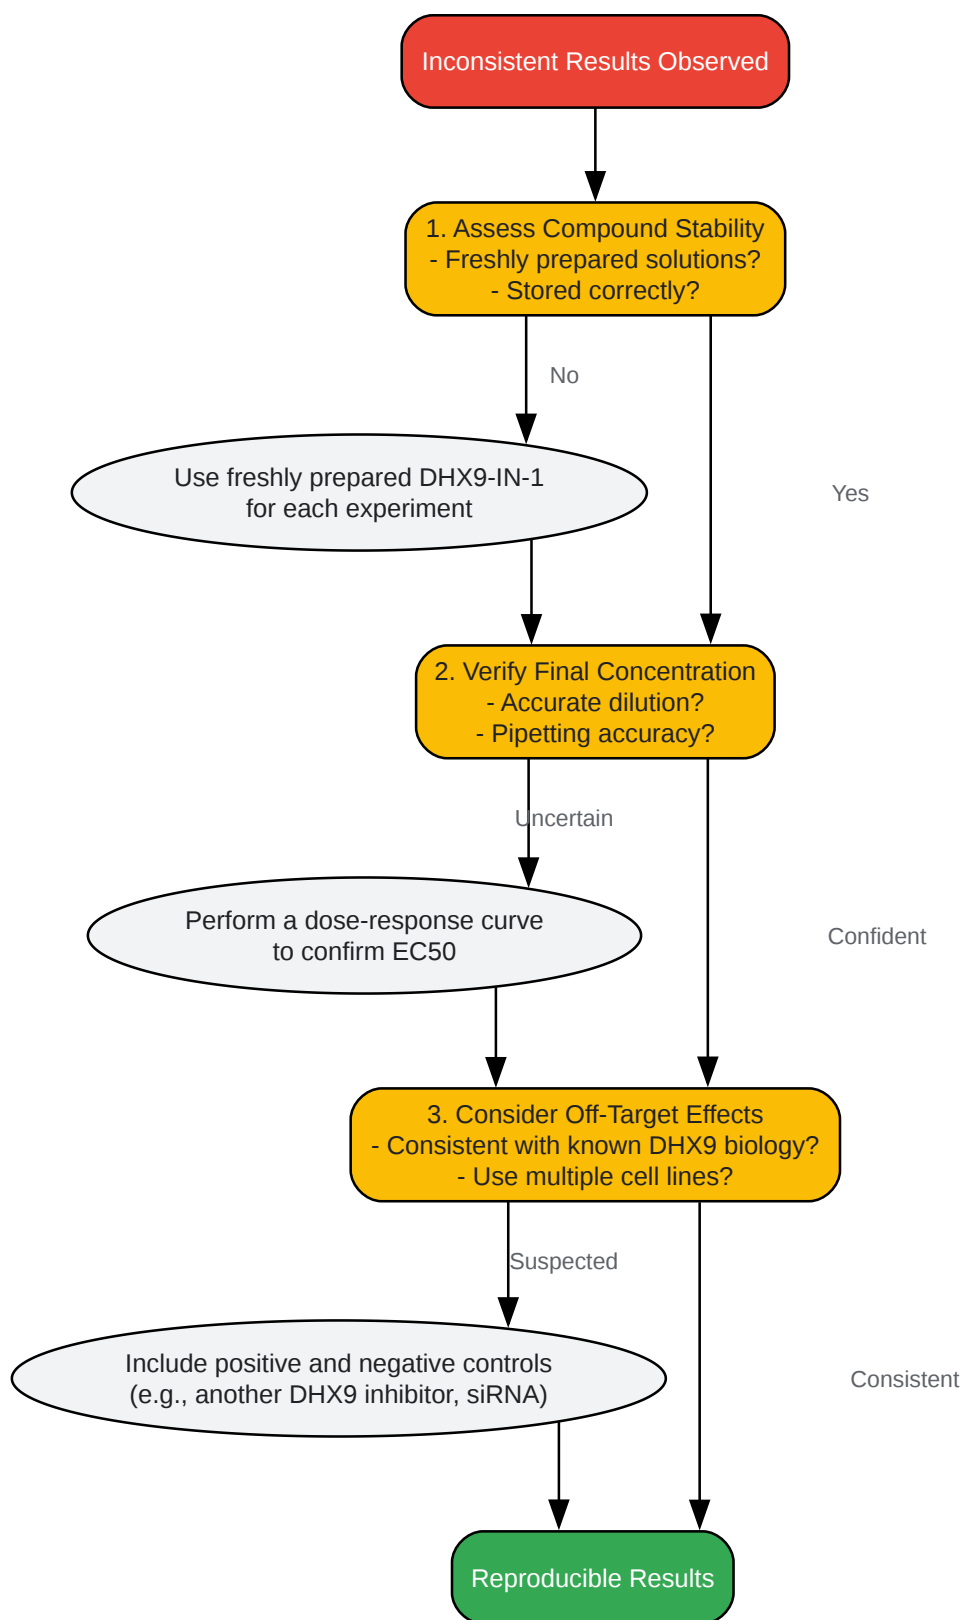 Inconsistent Results Observed
1. Assess Compound Stability
- Freshly prepared solutions?
- Stored correctly?
No
Use freshly prepared DHX9-IN-1
for each experiment
Yes
2. Verify Final Concentration
- Accurate dilution?
- Pipetting accuracy?
Uncertain
Perform a dose-response curve
to confirm EC50
Confident
3. Consider Off-Target Effects
- Consistent with known DHX9 biology?
- Use multiple cell lines?
Suspected
Include positive and negative controls
(e.g., another DHX9 inhibitor, siRNA)
Consistent
Reproducible Results